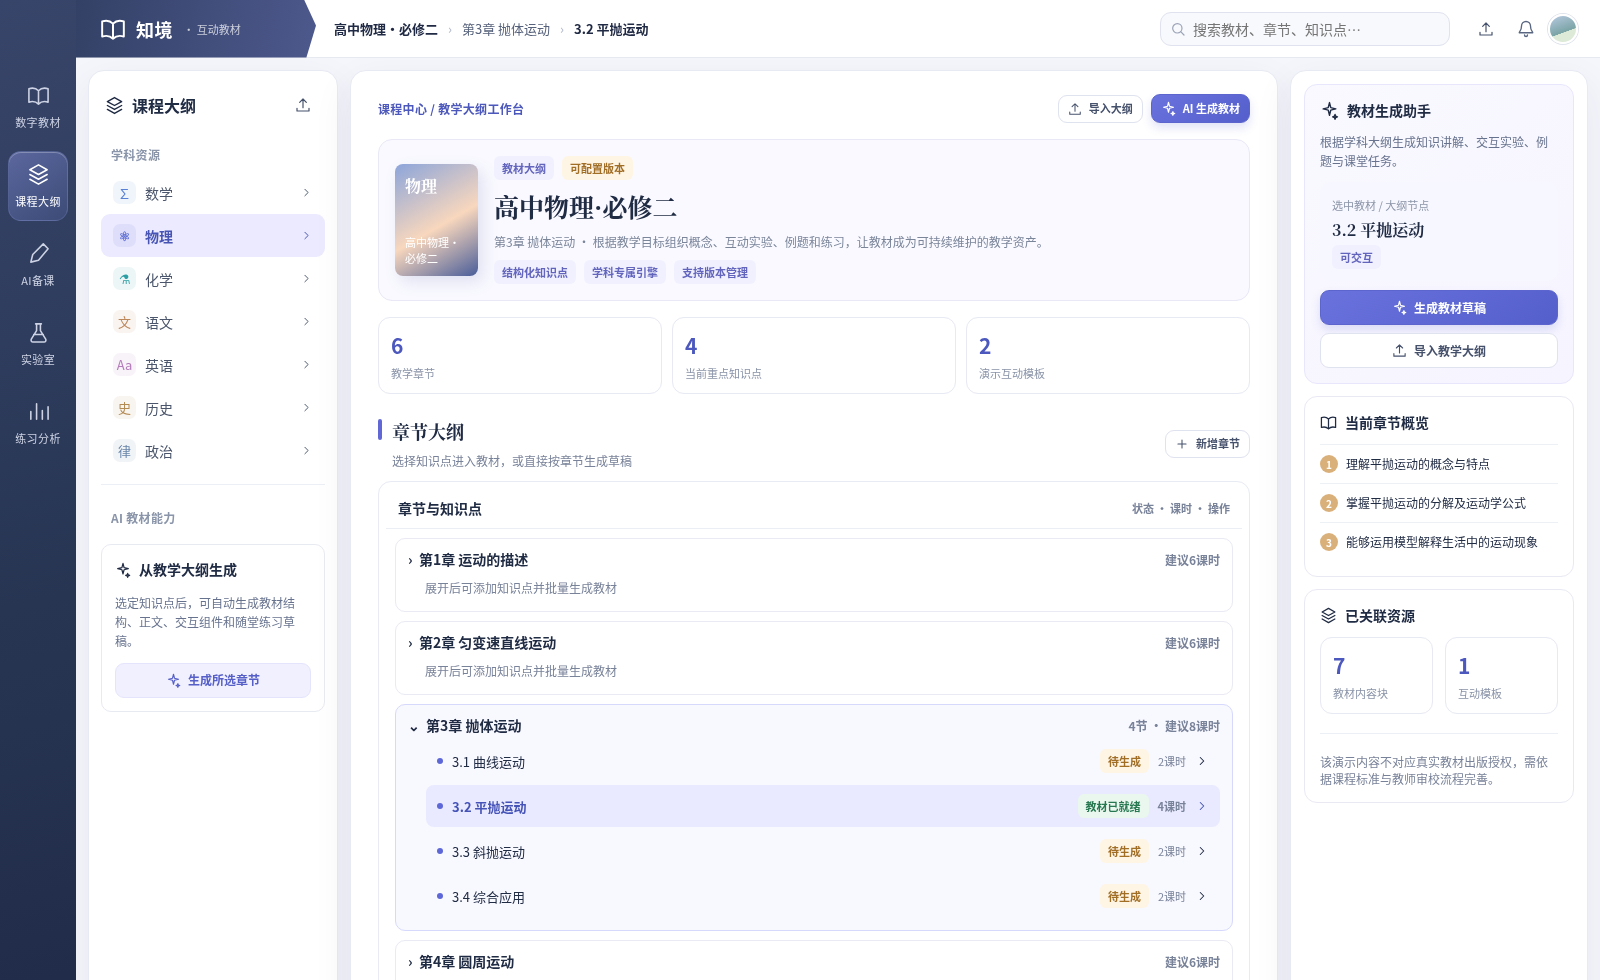 知境 · 互动教材
高中物理·必修二 › 第3章 抛体运动 › 3.2 平抛运动
搜索教材、章节、知识点…
数字教材
课程大纲
AI备课
实验室
练习分析
课程大纲
学科资源
Σ 数学
⚛ 物理
⚗ 化学
文 语文
Aa 英语
史 历史
律 政治
AI 教材能力
从教学大纲生成
选定知识点后，可自动生成教材结
构、正文、交互组件和随堂练习草
稿。
生成所选章节
课程中心 / 教学大纲工作台
导入大纲
AI 生成教材
物理
高中物理·
必修二
教材大纲 可配置版本
高中物理·必修二
第3章 抛体运动 · 根据教学目标组织概念、互动实验、例题和练习，让教材成为可持续维护的教学资产。
结构化知识点 学科专属引擎 支持版本管理
6
教学章节
4
当前重点知识点
2
演示互动模板
章节大纲
选择知识点进入教材，或直接按章节生成草稿
新增章节
章节与知识点
状态 · 课时 · 操作
› 第1章 运动的描述 建议6课时
展开后可添加知识点并批量生成教材
› 第2章 匀变速直线运动 建议6课时
展开后可添加知识点并批量生成教材
⌄ 第3章 抛体运动 4节 · 建议8课时
3.1 曲线运动 待生成 2课时
3.2 平抛运动 教材已就绪 4课时
3.3 斜抛运动 待生成 2课时
3.4 综合应用 待生成 2课时
› 第4章 圆周运动 建议6课时
教材生成助手
根据学科大纲生成知识讲解、交互实验、例
题与课堂任务。
选中教材 / 大纲节点
3.2 平抛运动
可交互
生成教材草稿
导入教学大纲
当前章节概览
1 理解平抛运动的概念与特点
2 掌握平抛运动的分解及运动学公式
3 能够运用模型解释生活中的运动现象
已关联资源
7
教材内容块
1
互动模板
该演示内容不对应真实教材出版授权，需依
据课程标准与教师审校流程完善。